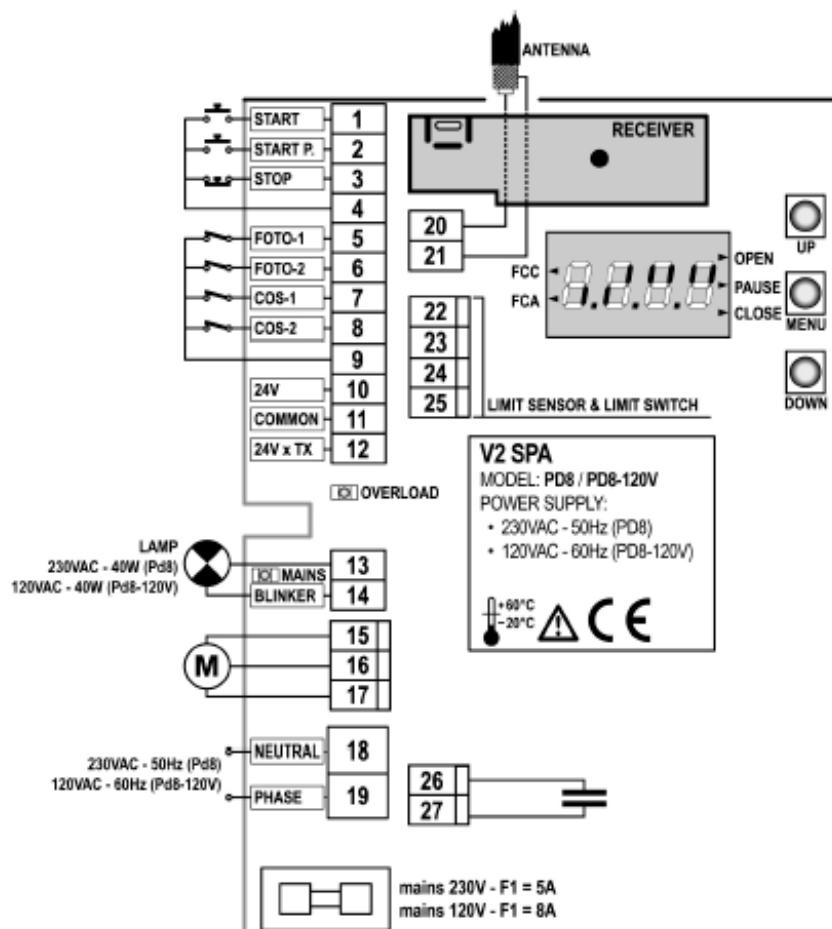 ANTENNA
START 1
START P. 2
STOP 3
4
FOTO-1 5
FOTO-2 6
COS-1 7
COS-2 8
9
24V 10
COMMON 11
24V x TX 12
OVERLOAD
LAMP
230VAC - 40W (Pd8)
120VAC - 40W (Pd8-120V)
MAINS
BLINKER
13
14
M
15
16
17
230VAC - 50Hz (Pd8)
120VAC - 60Hz (Pd8-120V)
NEUTRAL 18
PHASE 19
RECEIVER
20
21
FCC
FCA
OPEN
PAUSE
CLOSE
UP
MENU
DOWN
22
23
24
25
LIMIT SENSOR & LIMIT SWITCH
V2 SPA
MODEL: PD8 / PD8-120V
POWER SUPPLY:
• 230VAC - 50Hz (PD8)
• 120VAC - 60Hz (PD8-120V)
+60°C
-20°C
CE
26
27
mains 230V - F1 = 5A
mains 120V - F1 = 8A